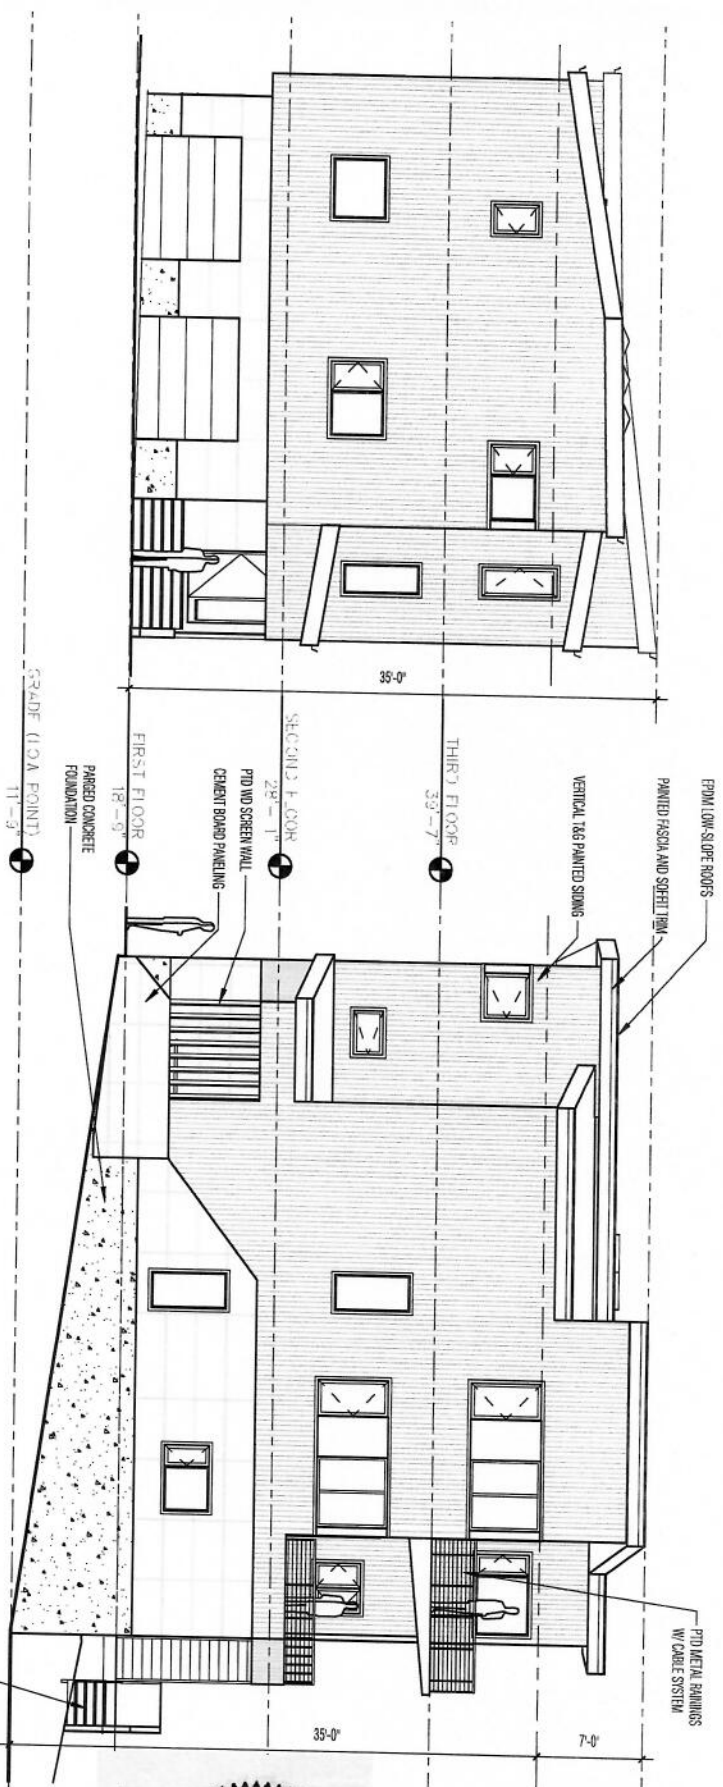 EPDM LOW-SLOPE ROOFS
PAINTED FASCIA AND SOFFIT TRIM
VERTICAL T&G PAINTED SIDING
THIRD FLOOR
39'-7"
SECOND FLOOR
28'-1"
PTD WD SCREEN WALL
CEMENT BOARD PANELING
FIRST FLOOR
18'-9"
PARGED CONCRETE
FOUNDATION
11'-9"
35'-0"
PTD METAL RAILINGS
W/ CABLE SYSTEM
35'-0"
7'-0"
GRADE (
A POINT)